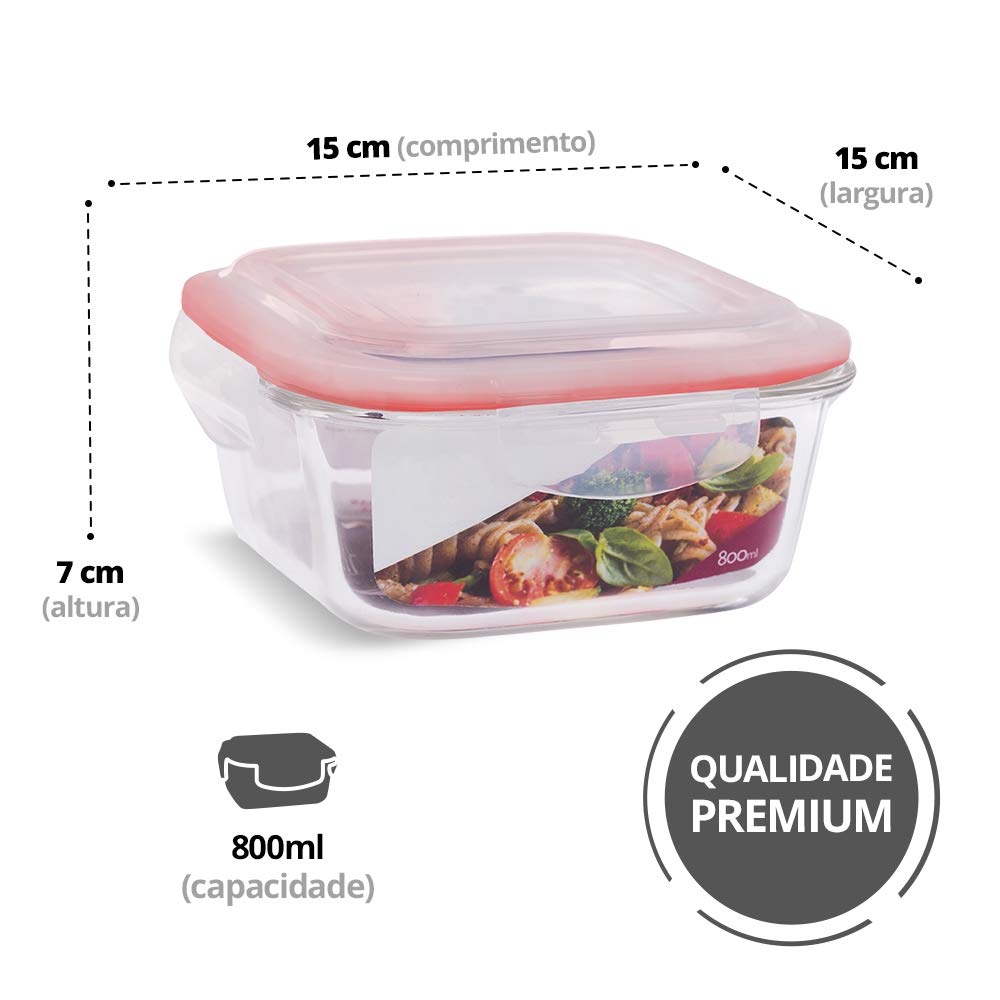 15 cm (comprimento)
15 cm
(largura)
7 cm
(altura)
800ml
800ml
(capacidade)
QUALIDADE
PREMIUM